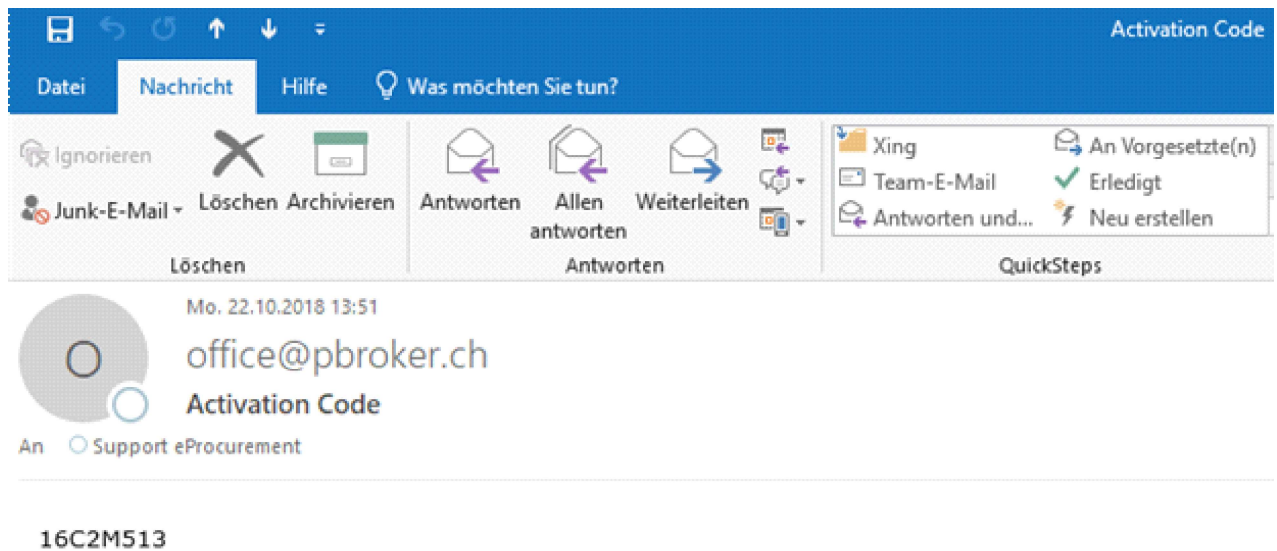 Activation Code
Datei Nachricht Hilfe Was möchten Sie tun?
Ignorieren
Junk-E-Mail
Löschen
Archivieren
Löschen
Antworten
Allen antworten
Weiterleiten
Antworten
Xing
An Vorgesetzte(n)
Team-E-Mail
Erledigt
Antworten und...
Neu erstellen
QuickSteps
Mo. 22.10.2018 13:51
O
office@pbroker.ch
Activation Code
An Support eProcurement
16C2M513